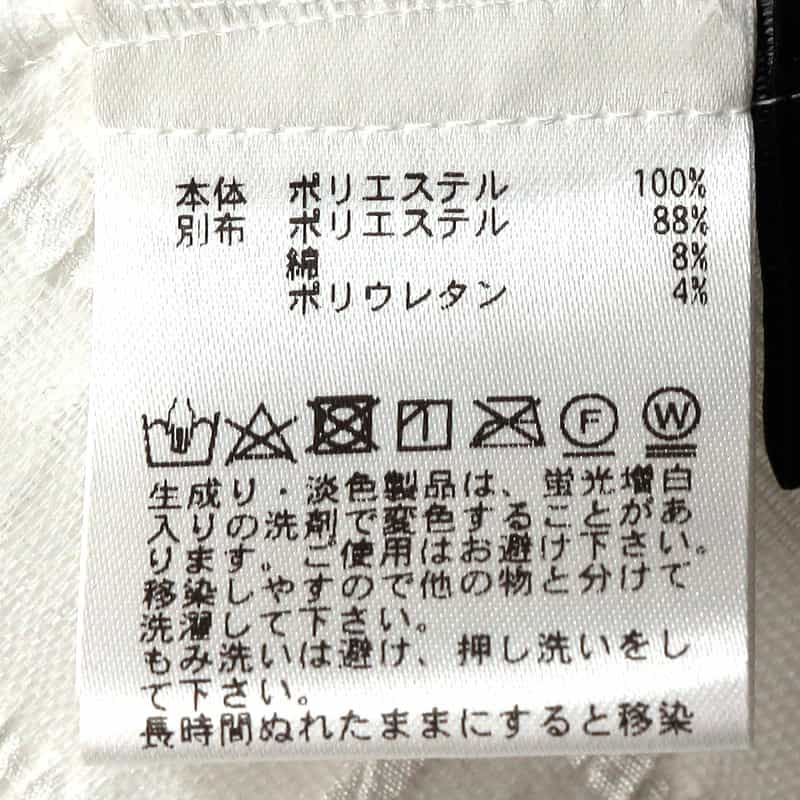 本体 ポリエステル 100%
別布 ポリエステル 88%
綿 8%
ポリウレタン 4%
F W
生成り・淡色製品は、蛍光増白
入りの洗剤で変色することがあ
ります。ご使用はお避け下さい。
移染しやすので他の物と分けて
洗濯して下さい。
もみ洗いは避け、押し洗いをし
て下さい。
長時間ぬれたままにすると移染